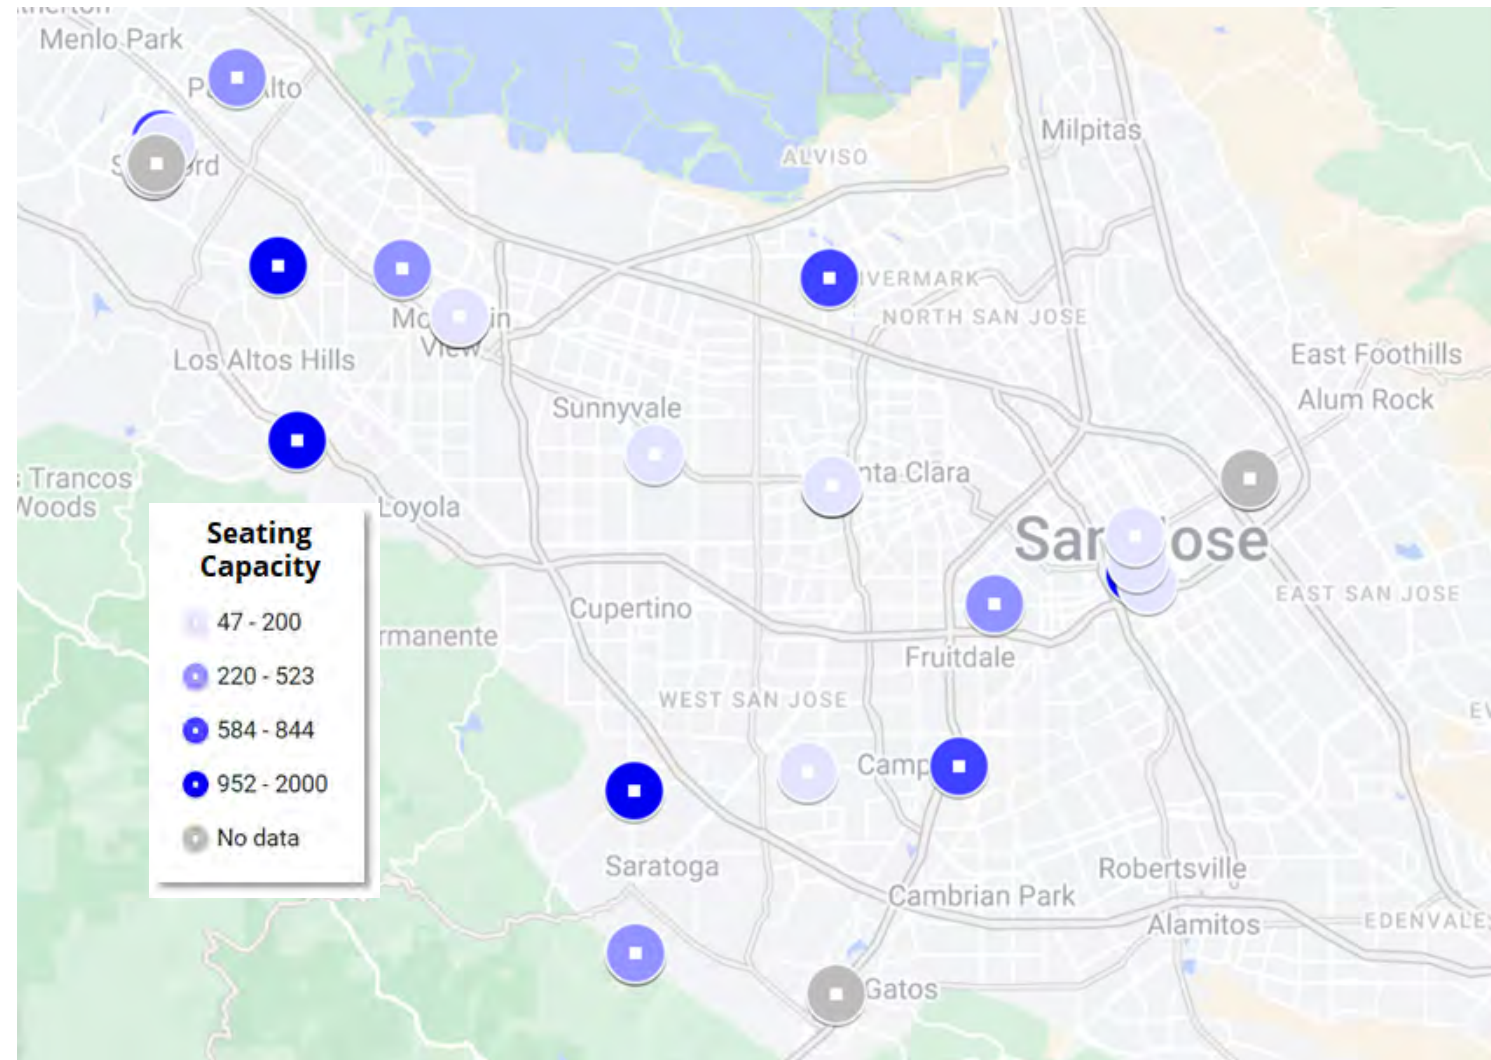 Menlo Park
Milpitas
ALVISO
NORTH SAN JOSE
East Foothills
Los Altos Hills
Alum Rock
Sunnyvale
Trancos
Woods
Loyola
Seating
Capacity
47 - 200
220 - 523
584 - 844
952 - 2000
No data
EAST SAN JOSE
Cupertino
Fruitdale
WEST SAN JOSE
Saratoga
Robertsville
Cambrian Park
Alamitos
EDENVALE
Gatos